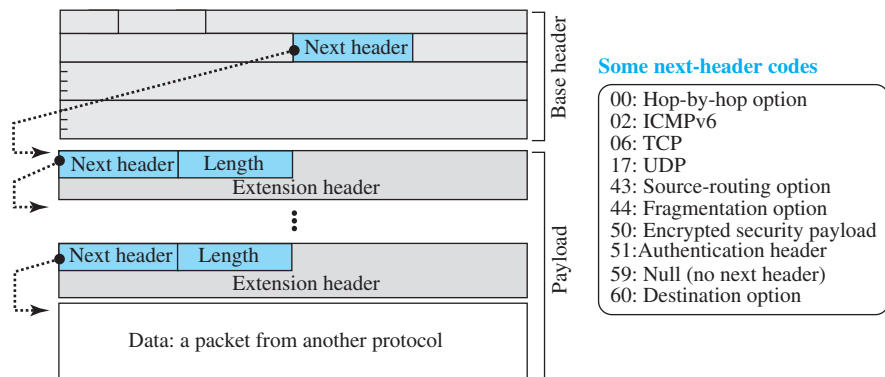 Next header
Base header
Next header Length
Extension header
Next header Length
Extension header
Data: a packet from another protocol
Payload
Some next-header codes
00: Hop-by-hop option
02: ICMPv6
06: TCP
17: UDP
43: Source-routing option
44: Fragmentation option
50: Encrypted security payload
51:Authentication header
59: Null (no next header)
60: Destination option